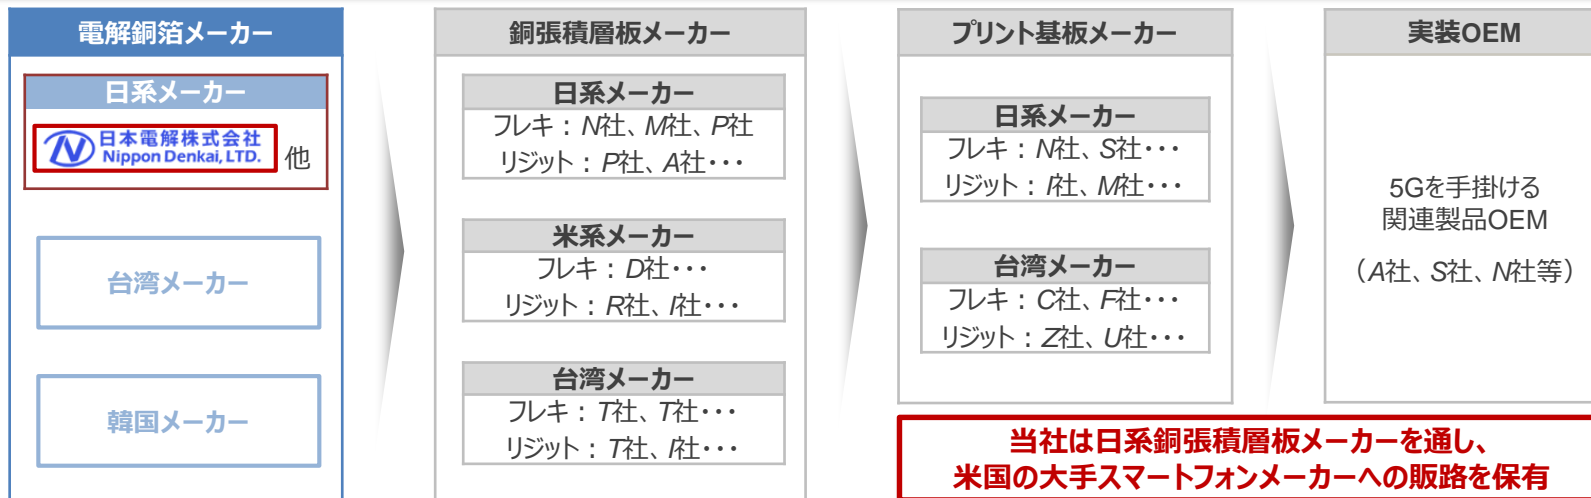 電解銅箔メーカー
日系メーカー
日本電解株式会社
Nippon Denkai, LTD.
他
台湾メーカー
韓国メーカー
銅張積層板メーカー
日系メーカー
フレキ：N社、M社、P社
リジット：P社、A社・・・
米系メーカー
フレキ：D社・・・
リジット：R社、I社・・・
台湾メーカー
フレキ：T社、T社・・・
リジット：T社、I社・・・
プリント基板メーカー
日系メーカー
フレキ：N社、S社・・・
リジット：I社、M社・・・
台湾メーカー
フレキ：C社、F社・・・
リジット：Z社、U社・・・
実装OEM
5Gを手掛ける
関連製品OEM
（A社、S社、N社等）
当社は日系銅張積層板メーカーを通し、
米国の大手スマートフォンメーカーへの販路を保有